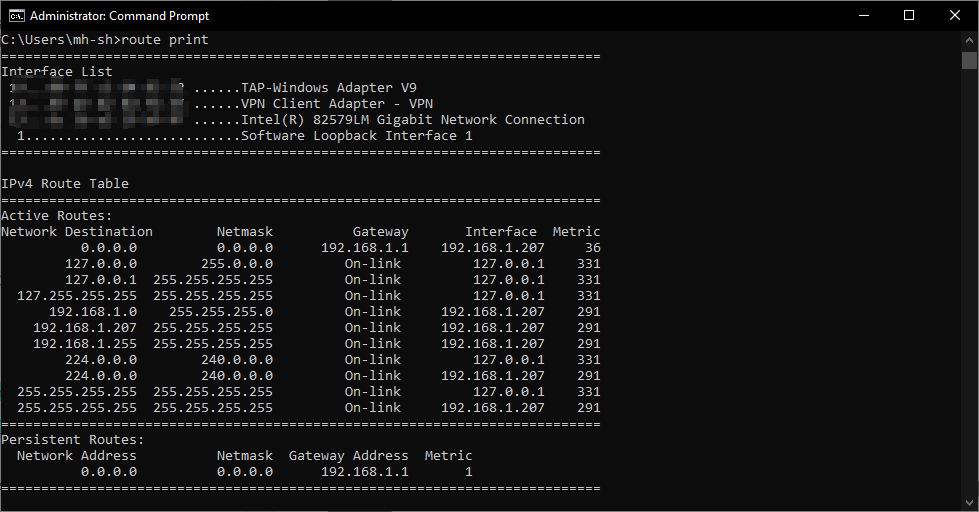 Administrator: Command Prompt
C:\Users\mh-sh>route print
===========================================================================
Interface List
......TAP-Windows Adapter V9
......VPN Client Adapter - VPN
......Intel(R) 82579LM Gigabit Network Connection
  1...........................Software Loopback Interface 1
===========================================================================
IPv4 Route Table
===========================================================================
Active Routes:
Network Destination        Netmask          Gateway       Interface  Metric
          0.0.0.0          0.0.0.0      192.168.1.1    192.168.1.207     36
        127.0.0.0        255.0.0.0         On-link         127.0.0.1    331
        127.0.0.1  255.255.255.255         On-link         127.0.0.1    331
  127.255.255.255  255.255.255.255         On-link         127.0.0.1    331
      192.168.1.0    255.255.255.0         On-link     192.168.1.207    291
    192.168.1.207  255.255.255.255         On-link     192.168.1.207    291
    192.168.1.255  255.255.255.255         On-link     192.168.1.207    291
        224.0.0.0        240.0.0.0         On-link         127.0.0.1    331
        224.0.0.0        240.0.0.0         On-link     192.168.1.207    291
  255.255.255.255  255.255.255.255         On-link         127.0.0.1    331
  255.255.255.255  255.255.255.255         On-link     192.168.1.207    291
===========================================================================
Persistent Routes:
  Network Address          Netmask  Gateway Address  Metric
          0.0.0.0          0.0.0.0      192.168.1.1       1
===========================================================================